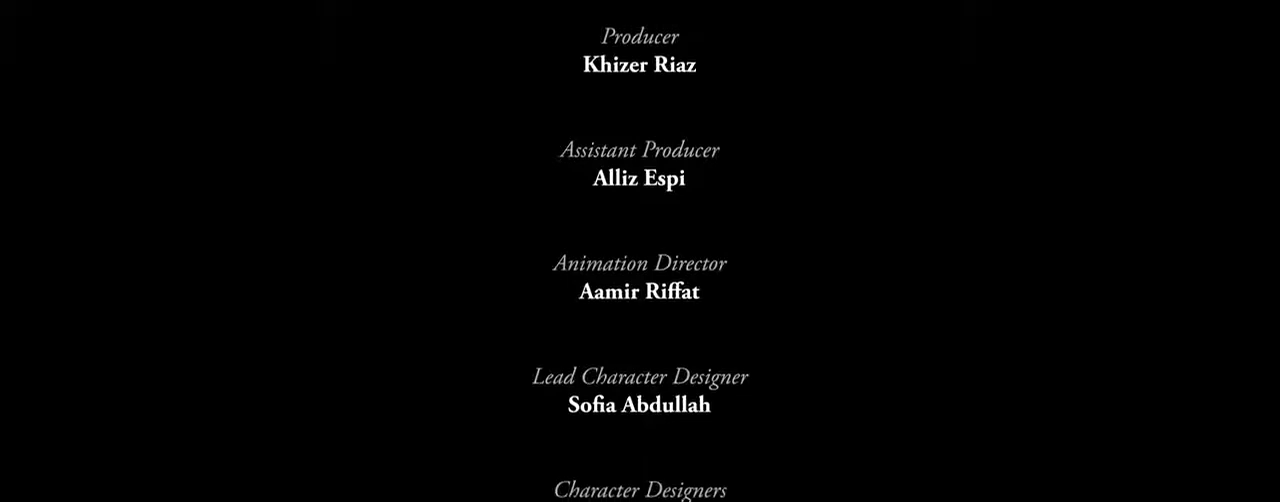 Producer
Khizer Riaz
Assistant Producer
Alliz Espi
Animation Director
Aamir Riffat
Lead Character Designer
Sofia Abdullah
Character Designers